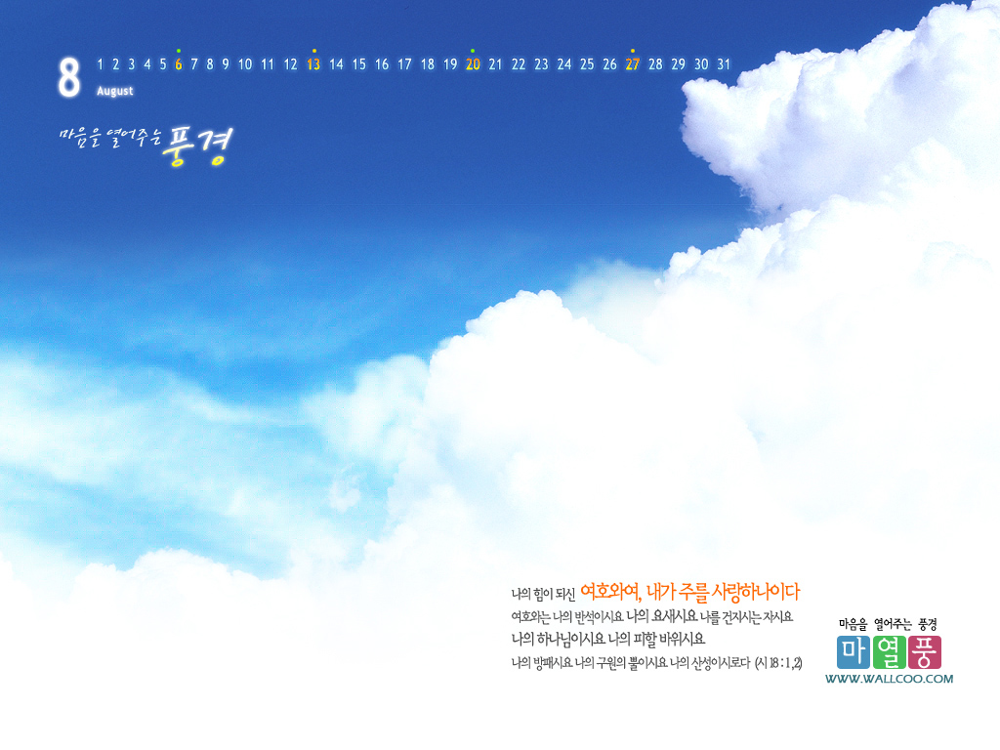 8 1 2 3 4 5 6 7 8 9 10 11 12 13 14 15 16 17 18 19 20 21 22 23 24 25 26 27 28 29 30 31
August
마음을 열어주는 풍경
나의 힘이 되신 여호와여, 내가 주를 사랑하나이다
여호와는 나의 반석이시요 나의 요새시요 나를 건지시는 자시요
나의 하나님이시요 나의 피할 바위시요
나의 방패시요 나의 구원의 뿔이시요 나의 산성이시로다 (시 18 : 1, 2)
마음을 열어주는 풍경
마 열 풍
WWW.WALLCOO.COM